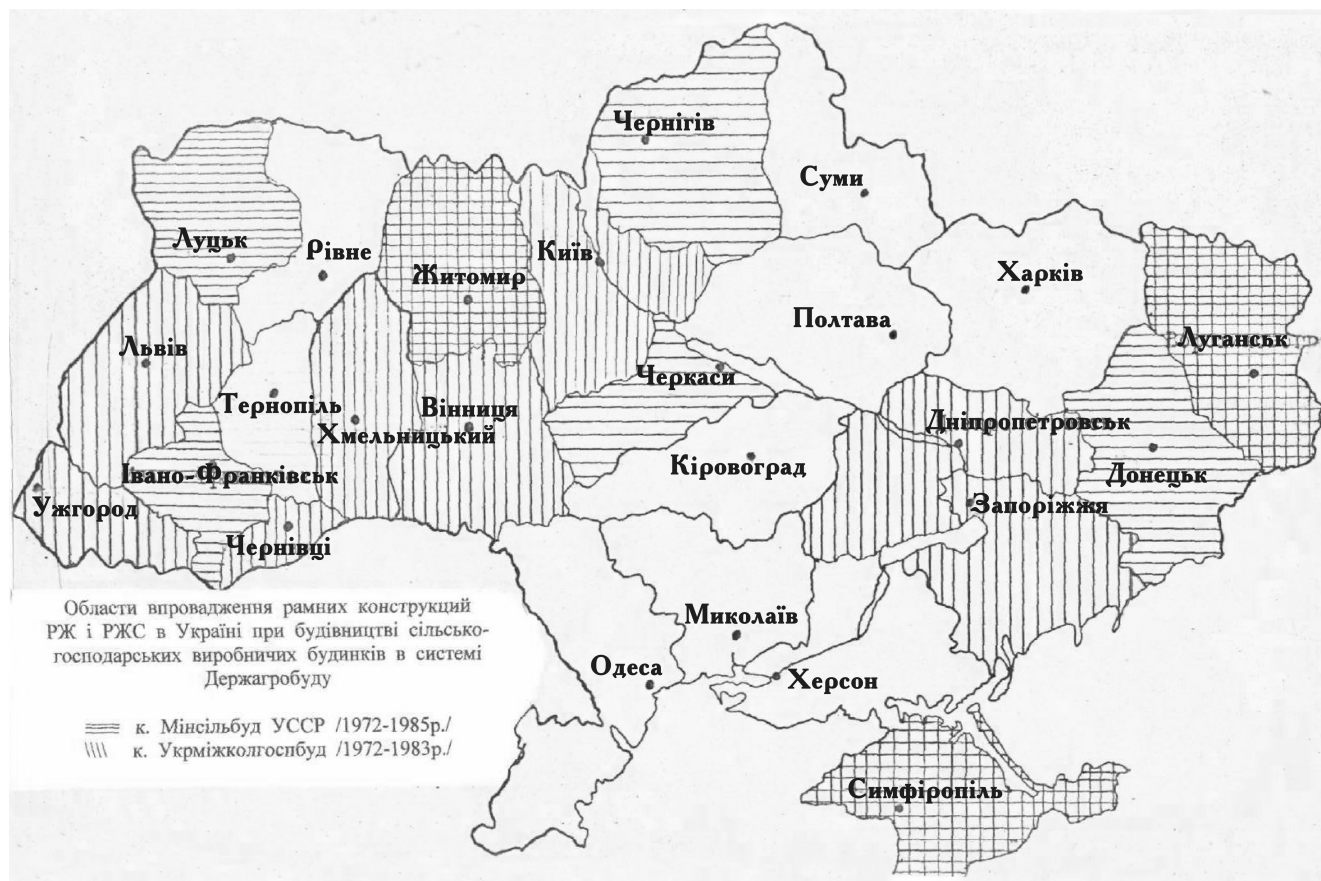 Чернігів
Суми
Луцьк
Рівне
Київ
Житомир
Харків
Полтава
Луганськ
Львів
Черкаси
Тернопіль
Вінниця
Хмельницький
Дніпропетровськ
Івано-Франківськ
Кіровоград
Донецьк
Ужгород
Запоріжжя
Чернівці
Миколаїв
Одеса
Херсон
Симфіропіль
Области впровадження рамних конструкций
РЖ і РЖС в Україні при будівництві сільсько-
господарських виробничих будинків в системі
Держагробуду
к. Мінсільбуд УССР /1972-1985р./
к. Укрміжколгоспбуд /1972-1983р./